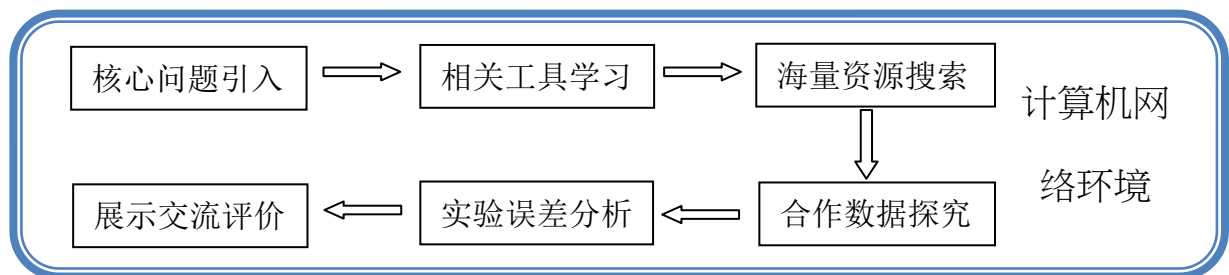 核心问题引入
相关工具学习
海量资源搜索
计算机网
络环境
展示交流评价
实验误差分析
合作数据探究